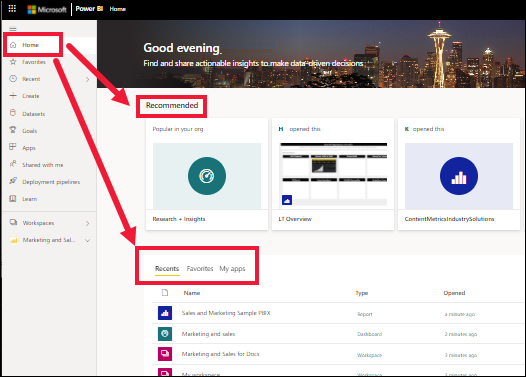 Microsoft Power BI Home
Home
Favorites
Recent
Create
Datasets
Goals
Apps
Shared with me
Deployment pipelines
Learn
Workspaces
Marketing and Sal...
Good evening,
Find and share actionable insights to make data-driven decisions
Recommended
Popular in your org
Research + Insights
H opened this
LT Overview
K opened this
ContentMetricsIndustrySolutions
Recents Favorites My apps
Name Type Opened
Sales and Marketing Sample PBIX Report a minute ago
Marketing and sales Dashboard 2 minutes ago
Marketing and Sales for Docs Workspace 3 minutes ago
My workspace Workspace 3 minutes ago